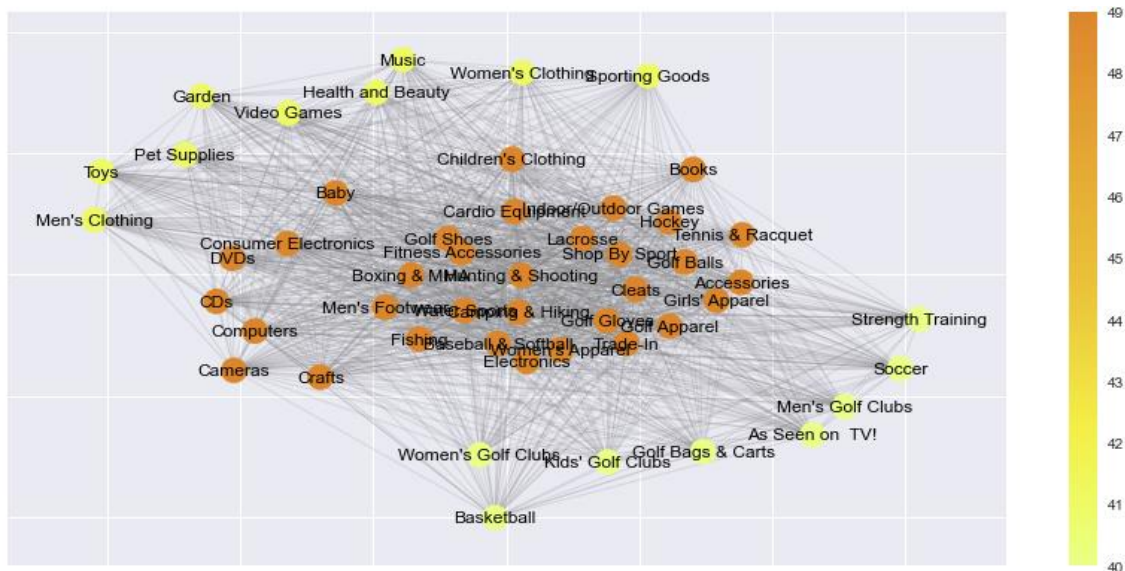 49
Music
Women's Clothing
Sporting Goods
Health and Beauty
Garden
Video Games
48
Pet Supplies
Children's Clothing
Books
Toys
47
Baby
Men's Clothing
Cardio Equipment
Indoor/Outdoor Games
Hockey
46
Consumer Electronics
Golf Shoes
Lacrosse
Tennis & Racquet
DVDs
Fitness Accessories
Shop By Sport
Golf Balls
45
Boxing & MMA
Hunting & Shooting
Accessories
Cleats
Girls' Apparel
CDs
Men's Footwear
Water Sports
Camping & Hiking
Strength Training
44
Computers
Golf Gloves
Golf Apparel
Fishing
Baseball & Softball
Women's Apparel
Trade-In
Electronics
Cameras
Crafts
Soccer
43
Men's Golf Clubs
As Seen on  TV!
42
Women's Golf Clubs
Kids' Golf Clubs
Golf Bags & Carts
41
Basketball
40